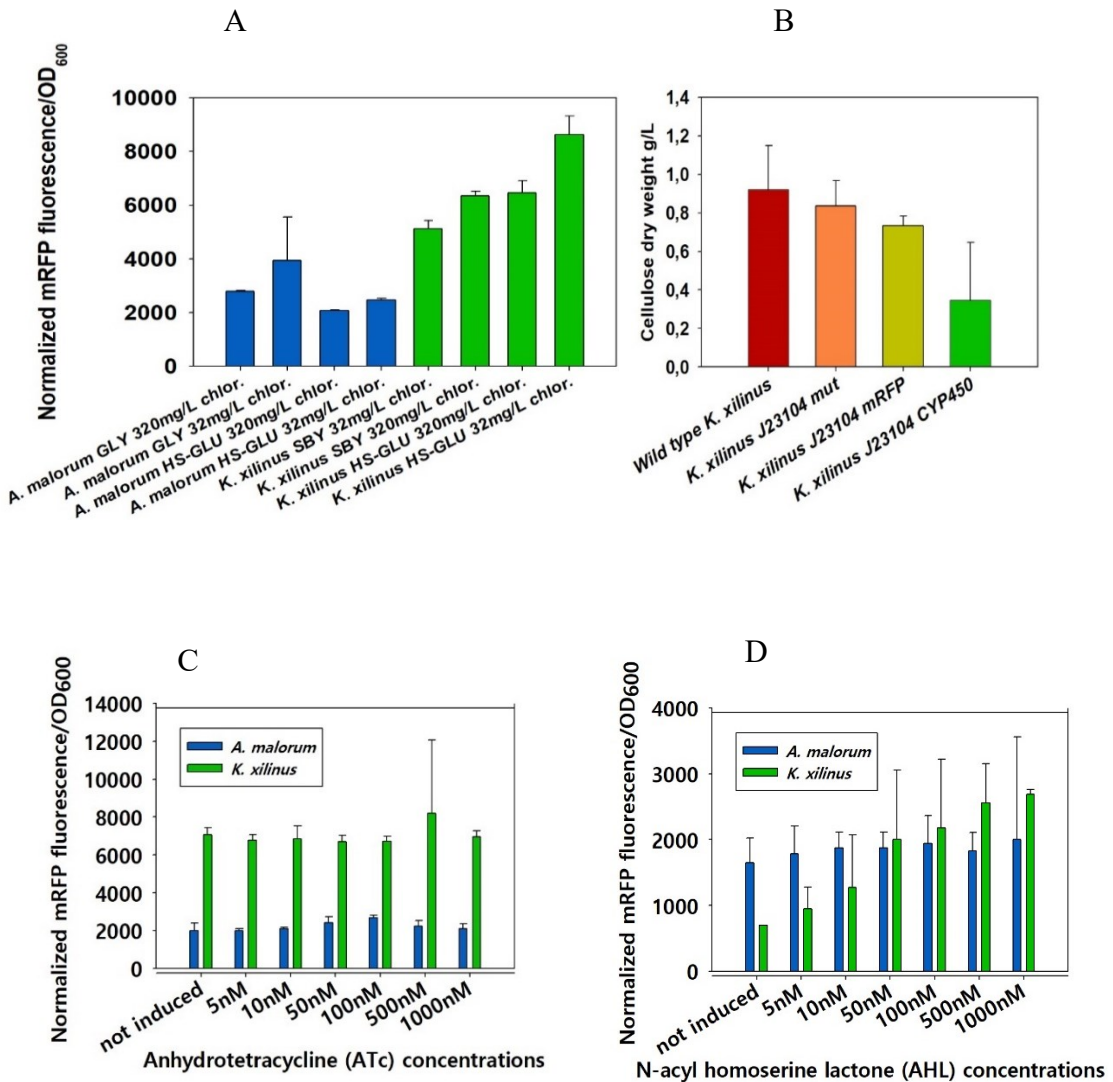 A
Normalized mRFP fluorescence/OD600
10000
8000
6000
4000
2000
0
A. malorum GLY 320mg/L chlor.
A. malorum GLY 32mg/L chlor.
A. malorum HS-GLU 320mg/L chlor.
A. malorum HS-GLU 32mg/L chlor.
K. xilinus SBY 32mg/L chlor.
K. xilinus SBY 320mg/L chlor.
K. xilinus HS-GLU 320mg/L chlor.
K. xilinus HS-GLU 32mg/L chlor.
B
Cellulose dry weight g/L
1,4
1,2
1,0
0,8
0,6
0,4
0,2
0,0
Wild type K. xilinus
K. xilinus J23104 mut
K. xilinus J23104 mRFP
K. xilinus J23104 CYP450
C
Normalized mRFP fluorescence/OD600
14000
12000
10000
8000
6000
4000
2000
0
A. malorum
K. xilinus
not induced
5nM
10nM
50nM
100nM
500nM
1000nM
Anhydrotetracycline (ATc) concentrations
D
Normalized mRFP fluorescence/OD600
4000
3000
2000
1000
0
A. malorum
K. xilinus
not induced
5nM
10nM
50nM
100nM
500nM
1000nM
N-acyl homoserine lactone (AHL) concentrations